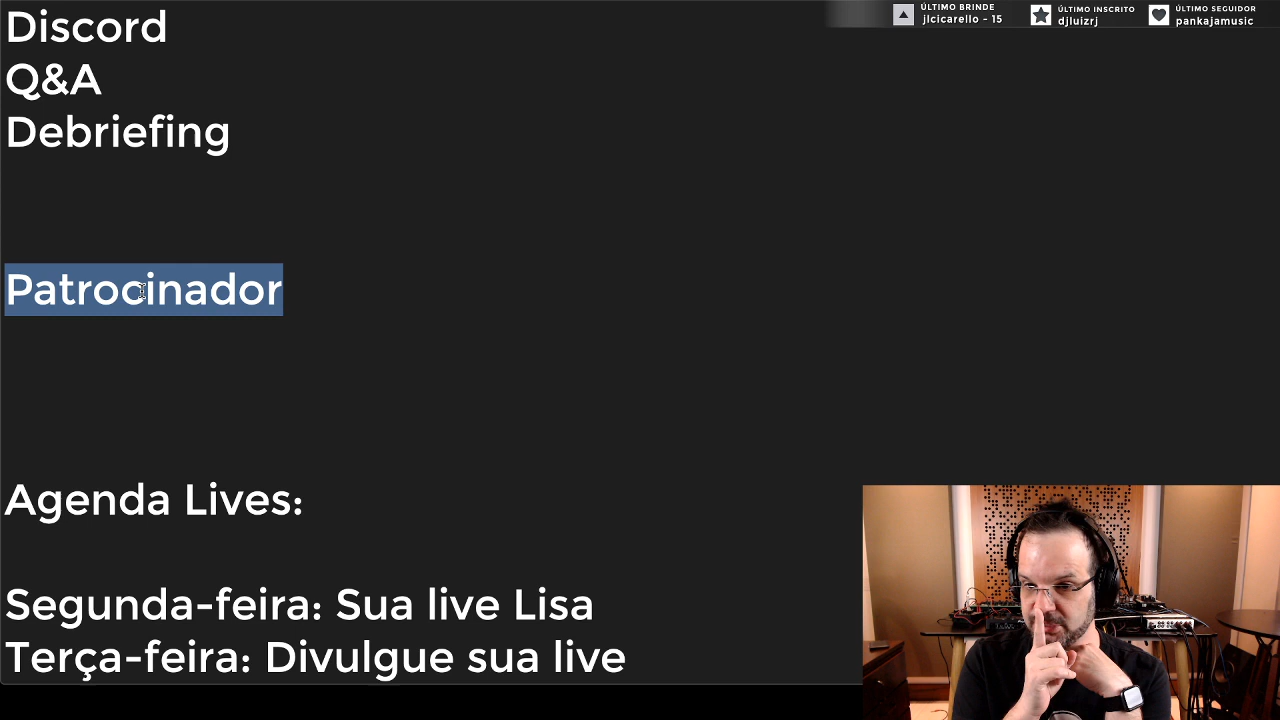 ÚLTIMO BRINDE
jlcicarello - 15
ÚLTIMO INSCRITO
djluizrj
ÚLTIMO SEGUIDOR
pankajamusic
Discord
Q&A
Debriefing
Patrocinador
Agenda Lives:
Segunda-feira: Sua live Lisa
Terça-feira: Divulgue sua live